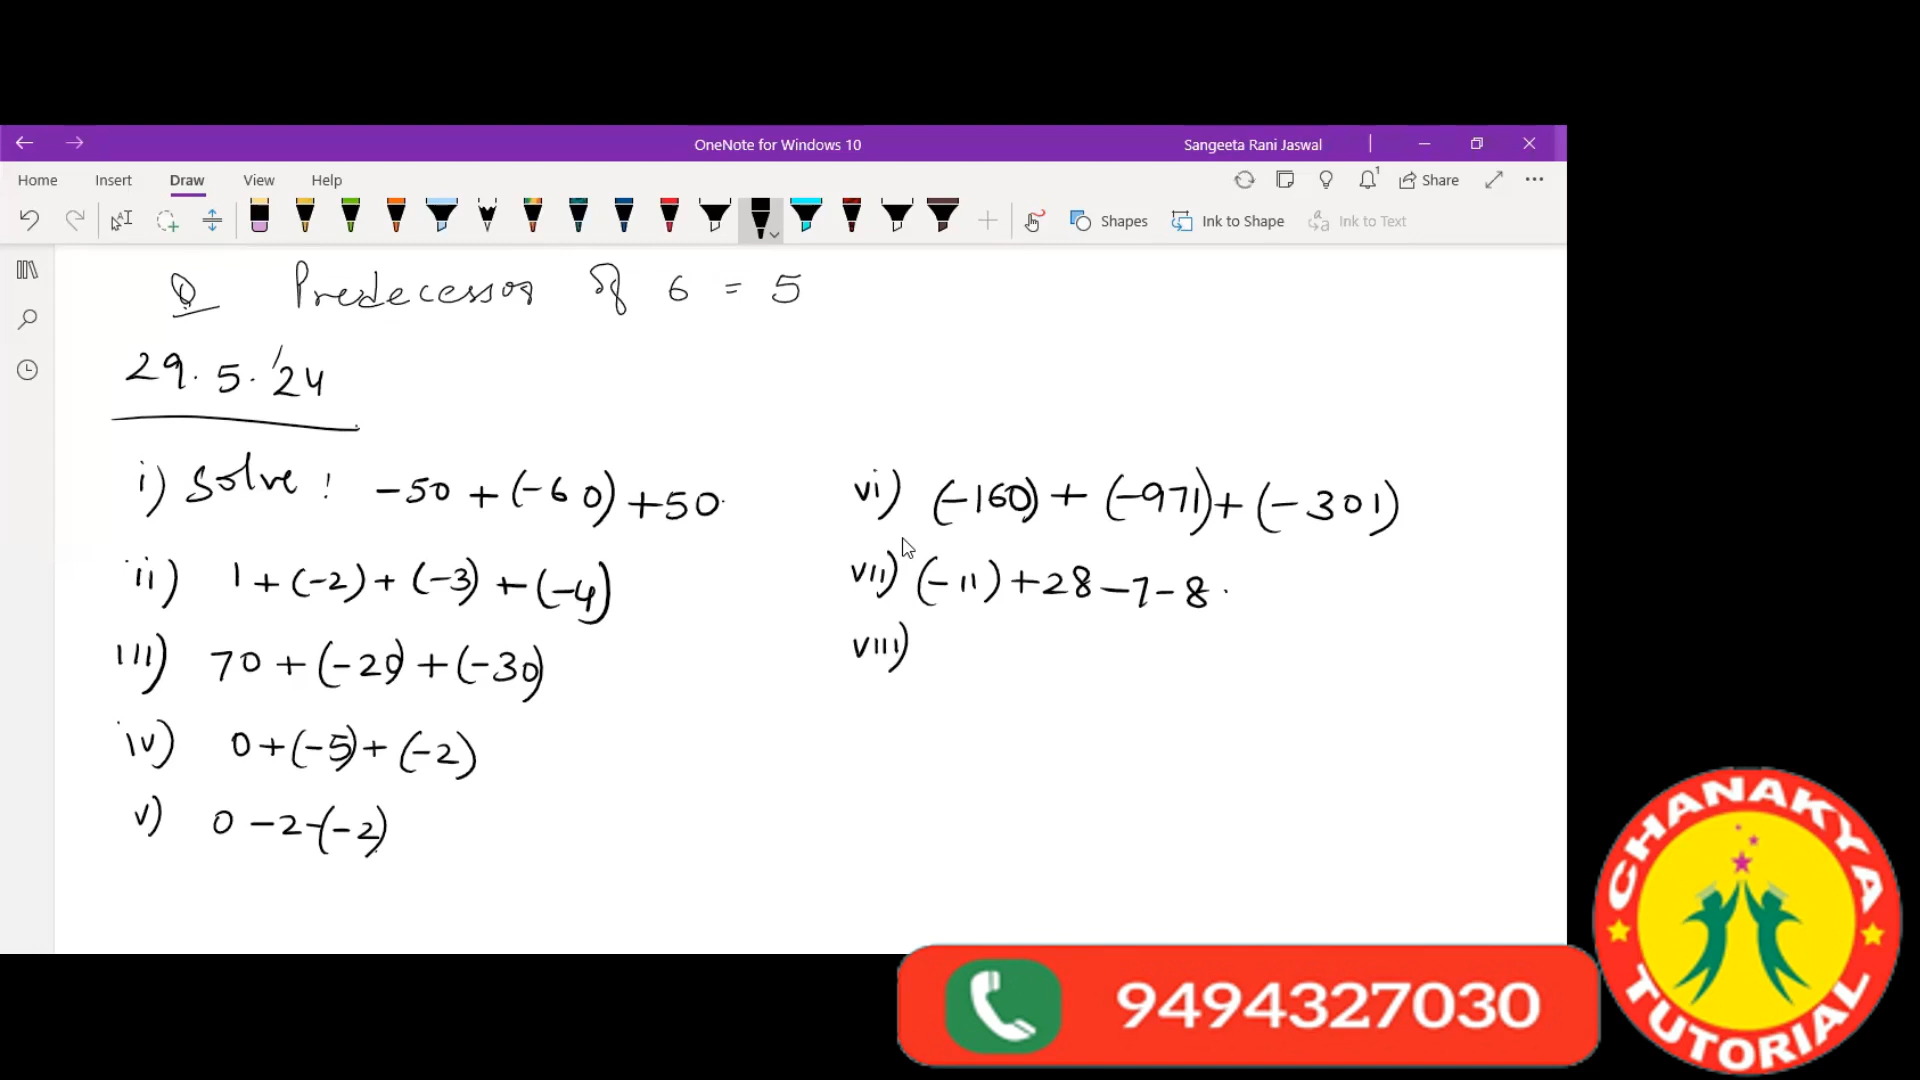 OneNote for Windows 10
Sangeeta Rani Jaswal
Home Insert Draw View Help
Share
Shapes Ink to Shape Ink to Text
Q Predecessor of 6 = 5
29.5.'24
i) Solve: -50 + (-60) +50.
ii) 1 + (-2) + (-3) + (-4)
iii) 70 + (-20) + (-30)
iv) 0 + (-5) + (-2)
v) 0 - 2 - (-2)
vi) (-160) + (-971) + (-301)
vii) (-11) + 28 - 7 - 8.
viii)
CHANAKYA
TUTORIAL
9494327030